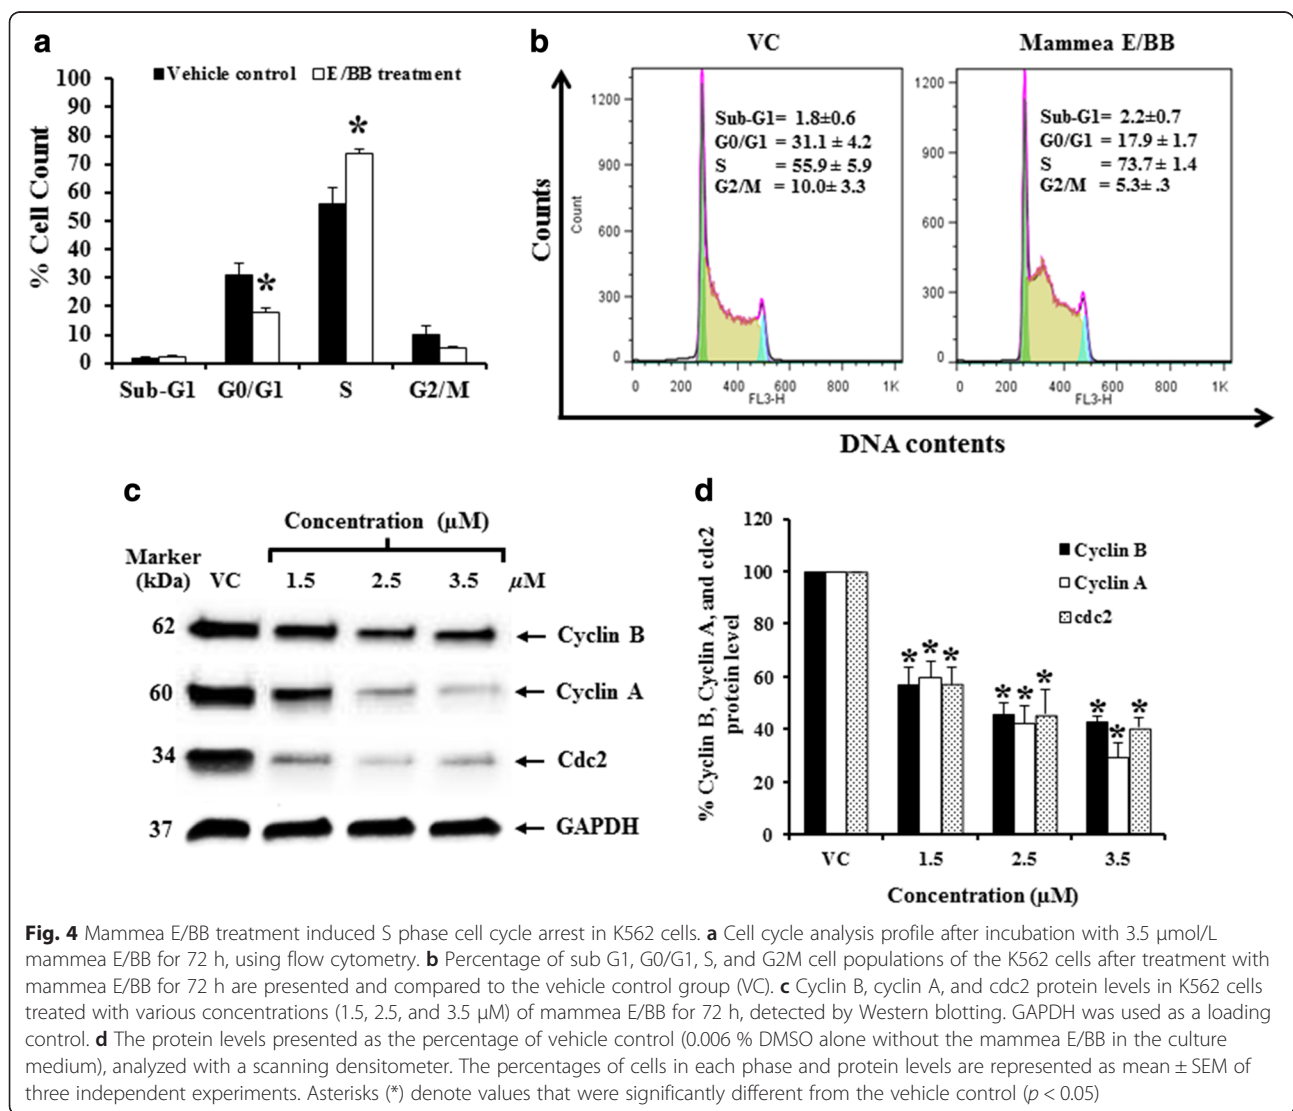 a
Vehicle control E/BB treatment
% Cell Count
100
90
80
70
60
50
40
30
20
10
0
*
*
Sub-G1 G0/G1 S G2/M
b
VC
Counts
Count
1200
900
600
300
0
Sub-G1= 1.8±0.6
G0/G1 = 31.1 ± 4.2
S = 55.9 ± 5.9
G2/M = 10.0± 3.3
0 200 400 600 800 1K
FL3-H
Mammea E/BB
1200
900
600
300
0
Sub-G1= 2.2±0.7
G0/G1 = 17.9 ± 1.7
S = 73.7± 1.4
G2/M = 5.3± .3
0 200 400 600 800 1K
FL3-H
DNA contents
c
Concentration (µM)
Marker
(kDa) VC 1.5 2.5 3.5 µM
62 ← Cyclin B
60 ← Cyclin A
34 ← Cdc2
37 ← GAPDH
d
% Cyclin B, Cyclin A, and cdc2
protein level
120
100
80
60
40
20
0
Cyclin B
Cyclin A
cdc2
* * *
* * *
* * *
VC 1.5 2.5 3.5
Concentration (µM)
Fig. 4 Mammea E/BB treatment induced S phase cell cycle arrest in K562 cells. a Cell cycle analysis profile after incubation with 3.5 µmol/L
mammea E/BB for 72 h, using flow cytometry. b Percentage of sub G1, G0/G1, S, and G2M cell populations of the K562 cells after treatment with
mammea E/BB for 72 h are presented and compared to the vehicle control group (VC). c Cyclin B, cyclin A, and cdc2 protein levels in K562 cells
treated with various concentrations (1.5, 2.5, and 3.5 µM) of mammea E/BB for 72 h, detected by Western blotting. GAPDH was used as a loading
control. d The protein levels presented as the percentage of vehicle control (0.006 % DMSO alone without the mammea E/BB in the culture
medium), analyzed with a scanning densitometer. The percentages of cells in each phase and protein levels are represented as mean ± SEM of
three independent experiments. Asterisks (*) denote values that were significantly different from the vehicle control (p < 0.05)